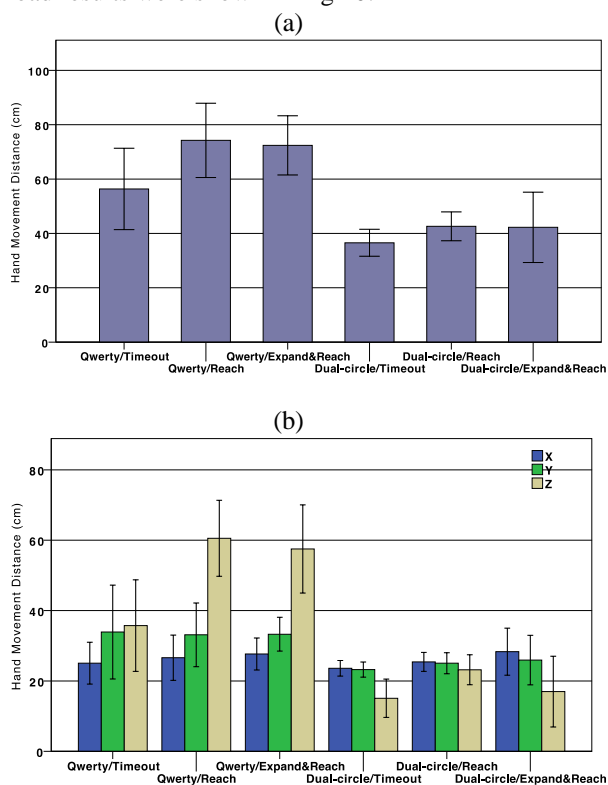 (a)
100
80
60
40
20
0
Hand Movement Distance (cm)
Qwerty/Timeout
Qwerty/Reach
Qwerty/Expand&Reach
Dual-circle/Timeout
Dual-circle/Reach
Dual-circle/Expand&Reach
(b)
X
Y
Z
80
60
40
20
0
Hand Movement Distance (cm)
Qwerty/Timeout
Qwerty/Reach
Qwerty/Expand&Reach
Dual-circle/Timeout
Dual-circle/Reach
Dual-circle/Expand&Reach